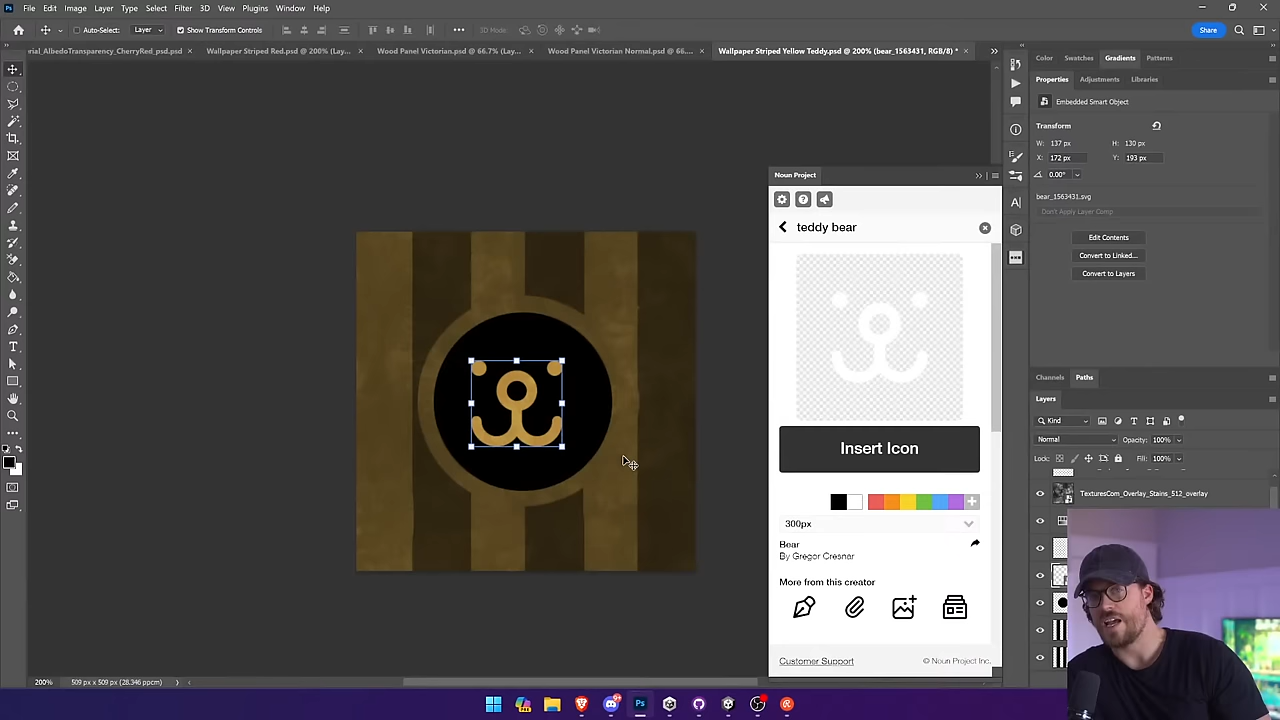 File Edit Image Layer Type Select Filter 3D View Plugins Window Help
Auto-Select: Layer Show Transform Controls 3D Mode: Share
rial_AlbedoTransparency_CherryRed_psd.psd Wallpaper Striped Red.psd @ 200% (Lay... Wood Panel Victorian.psd @ 66.7% (Lay... Wood Panel Victorian Normal.psd @ 66.... Wallpaper Striped Yellow Teddy.psd @ 200% (bear_1563431, RGB/8) *
Color Swatches Gradients Patterns
Properties Adjustments Libraries
Embedded Smart Object
Transform
W: 137 px H: 130 px
X: 172 px Y: 193 px
0.00°
bear_1563431.svg
Don't Apply Layer Comp
Edit Contents
Convert to Linked...
Convert to Layers
Noun Project
teddy bear
Insert Icon
300px
Bear
By Gregor Cresnar
More from this creator
Customer Support © Noun Project Inc.
Channels Paths
Layers
Kind
Normal Opacity: 100%
Lock: Fill: 100%
TexturesCom_Overlay_Stains_512_overlay
200% 509 px x 509 px (28.346 ppcm)